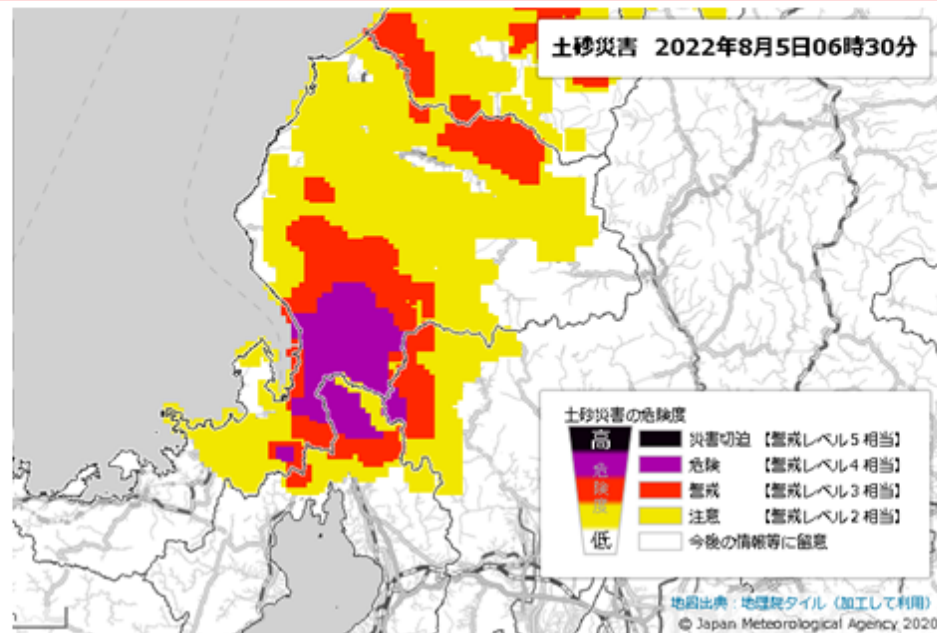 土砂災害 2022年8月5日06時30分
土砂災害の危険度
高
危
険
度
低
災害切迫 【警戒レベル5相当】
危険 【警戒レベル4相当】
警戒 【警戒レベル3相当】
注意 【警戒レベル2相当】
今後の情報等に留意
地図出典：地理院タイル（加工して利用）
© Japan Meteorological Agency 2020